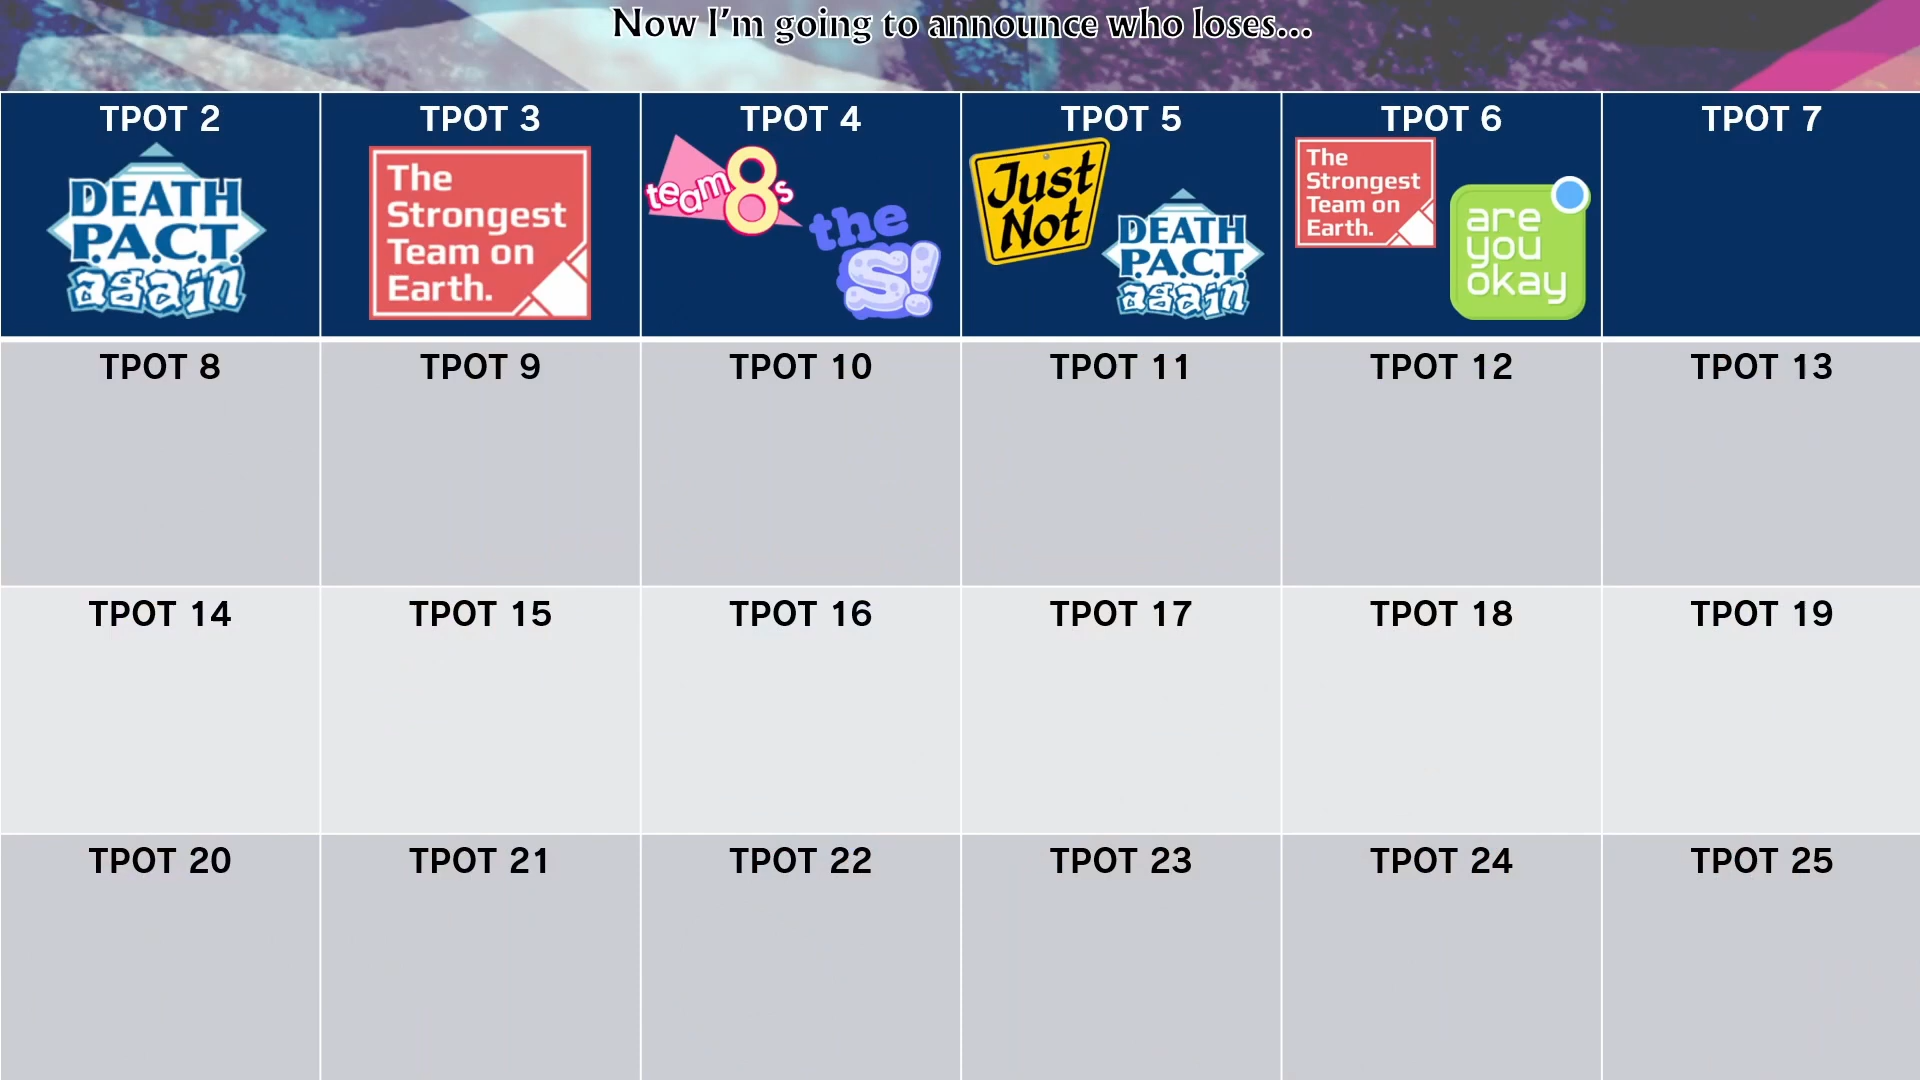 Now I'm going to announce who loses...
TPOT 2
DEATH
P.A.C.T.
again
TPOT 3
The
Strongest
Team on
Earth.
TPOT 4
team8s
the
S!
TPOT 5
Just
Not
DEATH
P.A.C.T.
again
TPOT 6
The
Strongest
Team on
Earth.
are
you
okay
TPOT 7
TPOT 8
TPOT 9
TPOT 10
TPOT 11
TPOT 12
TPOT 13
TPOT 14
TPOT 15
TPOT 16
TPOT 17
TPOT 18
TPOT 19
TPOT 20
TPOT 21
TPOT 22
TPOT 23
TPOT 24
TPOT 25